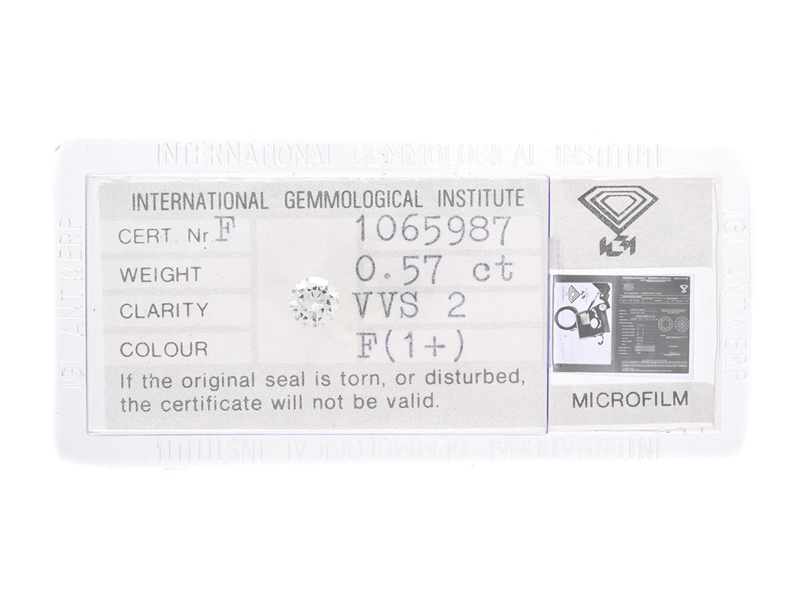 INTERNATIONAL GEMMOLOGICAL INSTITUTE
INTERNATIONAL GEMMOLOGICAL INSTITUTE
CERT. Nr. F 1065987
WEIGHT 0.57 ct
CLARITY VVS 2
COLOUR F(1+)
If the original seal is torn, or disturbed,
the certificate will not be valid.
MICROFILM
IGI ANTWERP
IGI ANTWERP
INTERNATIONAL GEMMOLOGICAL INSTITUTE